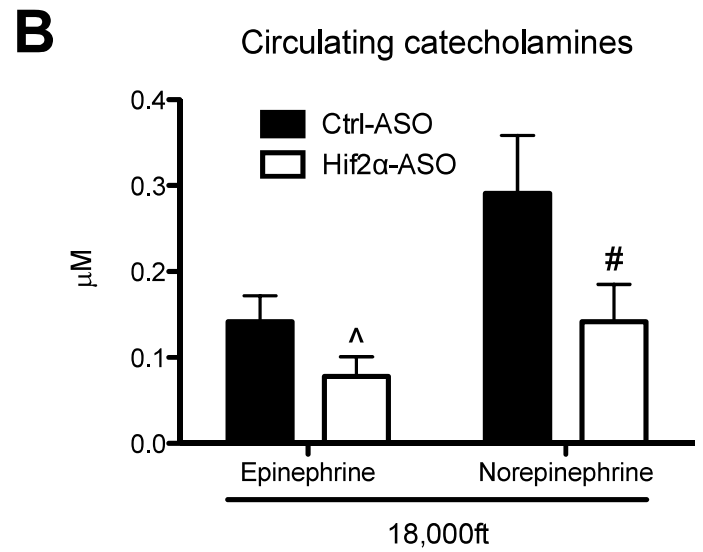 B
Circulating catecholamines
0.4
Ctrl-ASO
Hif2α-ASO
0.3
0.2
0.1
0.0
μM
^
#
Epinephrine
Norepinephrine
18,000ft